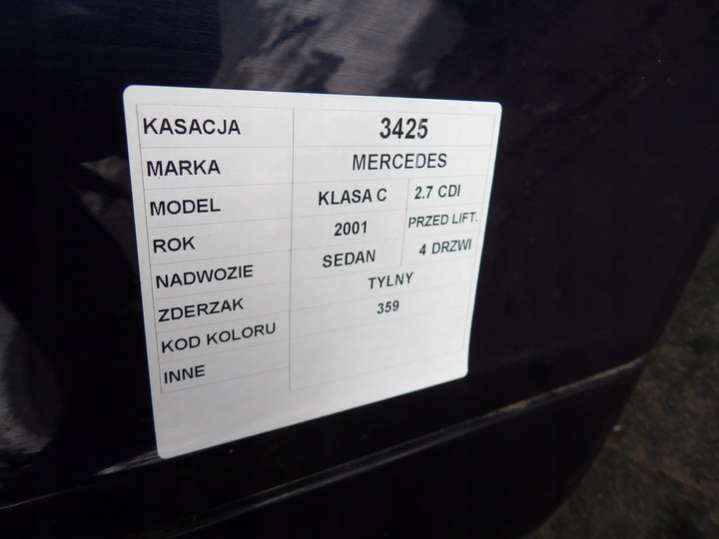 KASACJA 3425
MARKA MERCEDES
MODEL KLASA C 2.7 CDI
ROK 2001 PRZED LIFT.
NADWOZIE SEDAN 4 DRZWI
ZDERZAK TYLNY
KOD KOLORU 359
INNE